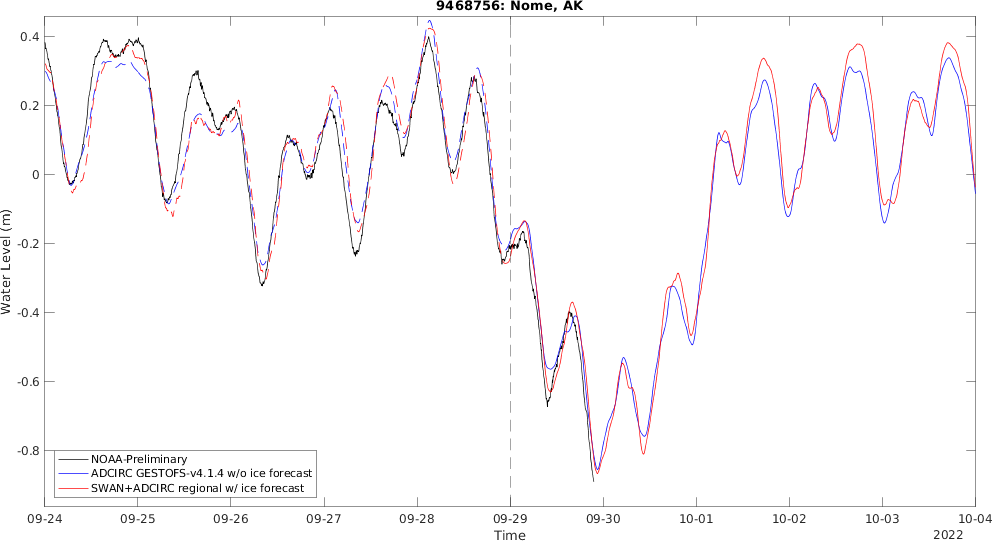 9468756: Nome, AK
0.4
0.2
0
-0.2
-0.4
-0.6
-0.8
Water Level (m)
NOAA-Preliminary
ADCIRC GESTOFS-v4.1.4 w/o ice forecast
SWAN+ADCIRC regional w/ ice forecast
09-24 09-25 09-26 09-27 09-28 09-29 09-30 10-01 10-02 10-03 10-04
Time
2022